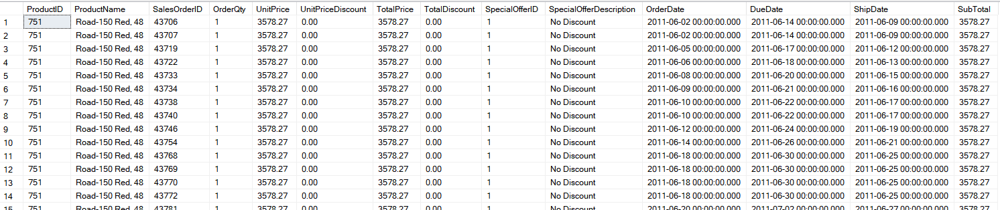 ProductID ProductName SalesOrderID OrderQty UnitPrice UnitPriceDiscount TotalPrice TotalDiscount SpecialOfferID SpecialOfferDescription OrderDate DueDate ShipDate SubTotal
1 751 Road-150 Red, 48 43706 1 3578.27 0.00 3578.27 0.00 1 No Discount 2011-06-02 00:00:00.000 2011-06-14 00:00:00.000 2011-06-09 00:00:00.000 3578.27
2 751 Road-150 Red, 48 43707 1 3578.27 0.00 3578.27 0.00 1 No Discount 2011-06-02 00:00:00.000 2011-06-14 00:00:00.000 2011-06-09 00:00:00.000 3578.27
3 751 Road-150 Red, 48 43719 1 3578.27 0.00 3578.27 0.00 1 No Discount 2011-06-05 00:00:00.000 2011-06-17 00:00:00.000 2011-06-12 00:00:00.000 3578.27
4 751 Road-150 Red, 48 43722 1 3578.27 0.00 3578.27 0.00 1 No Discount 2011-06-06 00:00:00.000 2011-06-18 00:00:00.000 2011-06-13 00:00:00.000 3578.27
5 751 Road-150 Red, 48 43733 1 3578.27 0.00 3578.27 0.00 1 No Discount 2011-06-08 00:00:00.000 2011-06-20 00:00:00.000 2011-06-15 00:00:00.000 3578.27
6 751 Road-150 Red, 48 43734 1 3578.27 0.00 3578.27 0.00 1 No Discount 2011-06-09 00:00:00.000 2011-06-21 00:00:00.000 2011-06-16 00:00:00.000 3578.27
7 751 Road-150 Red, 48 43738 1 3578.27 0.00 3578.27 0.00 1 No Discount 2011-06-10 00:00:00.000 2011-06-22 00:00:00.000 2011-06-17 00:00:00.000 3578.27
8 751 Road-150 Red, 48 43740 1 3578.27 0.00 3578.27 0.00 1 No Discount 2011-06-10 00:00:00.000 2011-06-22 00:00:00.000 2011-06-17 00:00:00.000 3578.27
9 751 Road-150 Red, 48 43746 1 3578.27 0.00 3578.27 0.00 1 No Discount 2011-06-12 00:00:00.000 2011-06-24 00:00:00.000 2011-06-19 00:00:00.000 3578.27
10 751 Road-150 Red, 48 43754 1 3578.27 0.00 3578.27 0.00 1 No Discount 2011-06-14 00:00:00.000 2011-06-26 00:00:00.000 2011-06-21 00:00:00.000 3578.27
11 751 Road-150 Red, 48 43768 1 3578.27 0.00 3578.27 0.00 1 No Discount 2011-06-18 00:00:00.000 2011-06-30 00:00:00.000 2011-06-25 00:00:00.000 3578.27
12 751 Road-150 Red, 48 43769 1 3578.27 0.00 3578.27 0.00 1 No Discount 2011-06-18 00:00:00.000 2011-06-30 00:00:00.000 2011-06-25 00:00:00.000 3578.27
13 751 Road-150 Red, 48 43770 1 3578.27 0.00 3578.27 0.00 1 No Discount 2011-06-18 00:00:00.000 2011-06-30 00:00:00.000 2011-06-25 00:00:00.000 3578.27
14 751 Road-150 Red, 48 43772 1 3578.27 0.00 3578.27 0.00 1 No Discount 2011-06-18 00:00:00.000 2011-06-30 00:00:00.000 2011-06-25 00:00:00.000 3578.27
15 751 Road-150 Red, 48 43781 1 3578.27 0.00 3578.27 0.00 1 No Discount 2011-06-20 00:00:00.000 2011-07-02 00:00:00.000 2011-06-27 00:00:00.000 3578.27